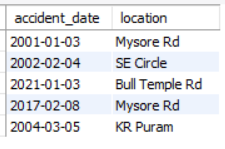 accident_date location
2001-01-03 Mysore Rd
2002-02-04 SE Circle
2021-01-03 Bull Temple Rd
2017-02-08 Mysore Rd
2004-03-05 KR Puram